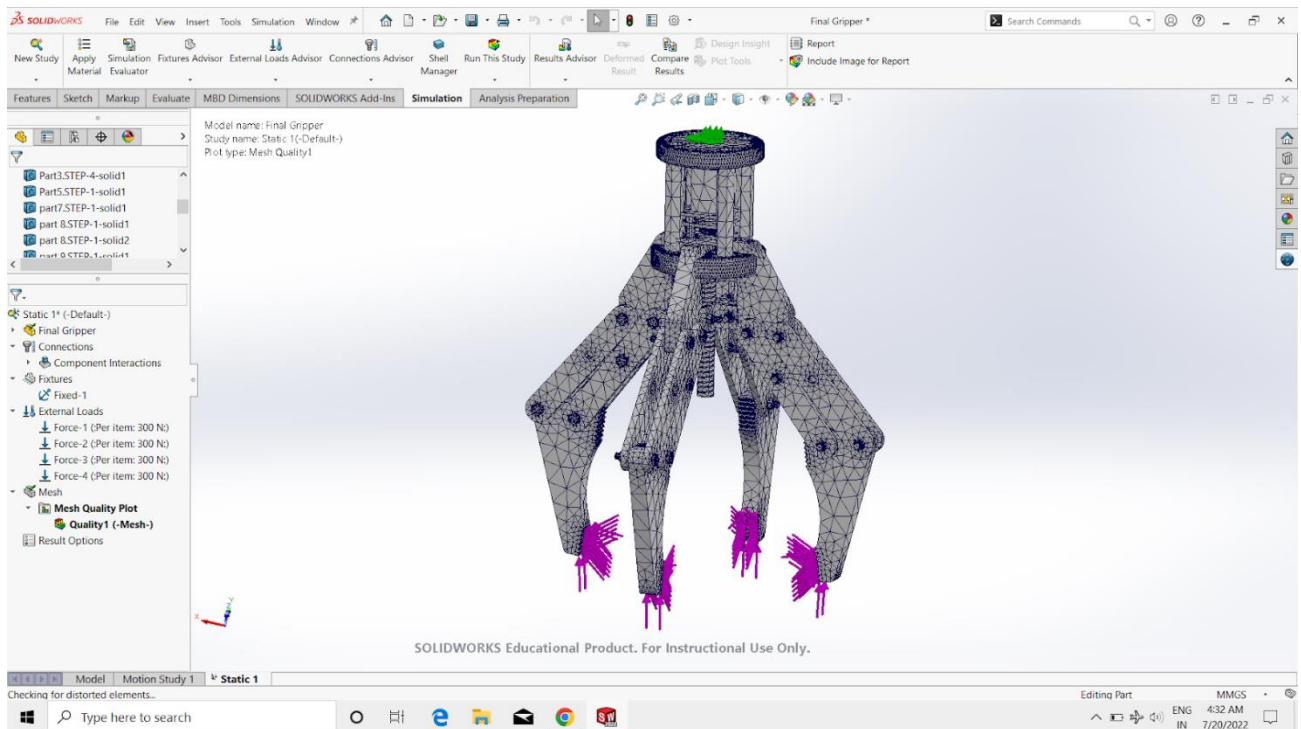 SOLIDWORKS File Edit View Insert Tools Simulation Window Final Gripper * Search Commands
New Study Apply Material Simulation Evaluator Fixtures Advisor External Loads Advisor Connections Advisor Shell Manager Run This Study Results Advisor Deformed Result Compare Results Design Insight Plot Tools Report Include Image for Report
Features Sketch Markup Evaluate MBD Dimensions SOLIDWORKS Add-Ins Simulation Analysis Preparation
Model name: Final Gripper
Study name: Static 1(-Default-)
Plot type: Mesh Quality1
Part3.STEP-4-solid1
Part5.STEP-1-solid1
part7.STEP-1-solid1
part 8.STEP-1-solid1
part 8.STEP-1-solid2
part 9.STEP-1-solid1
Static 1* (-Default-)
Final Gripper
Connections
Component Interactions
Fixtures
Fixed-1
External Loads
Force-1 (:Per item: 300 N:)
Force-2 (:Per item: 300 N:)
Force-3 (:Per item: 300 N:)
Force-4 (:Per item: 300 N:)
Mesh
Mesh Quality Plot
Quality1 (-Mesh-)
Result Options
Y
X
SOLIDWORKS Educational Product. For Instructional Use Only.
Model Motion Study 1 Static 1
Checking for distorted elements... Editing Part MMGS
Type here to search ENG 4:32 AM
IN 7/20/2022